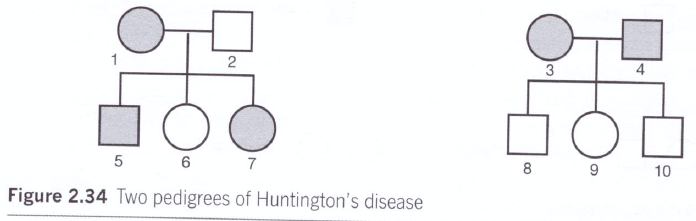 1 2 3 4
5 6 7 8 9 10
Figure 2.34 Two pedigrees of Huntington's disease